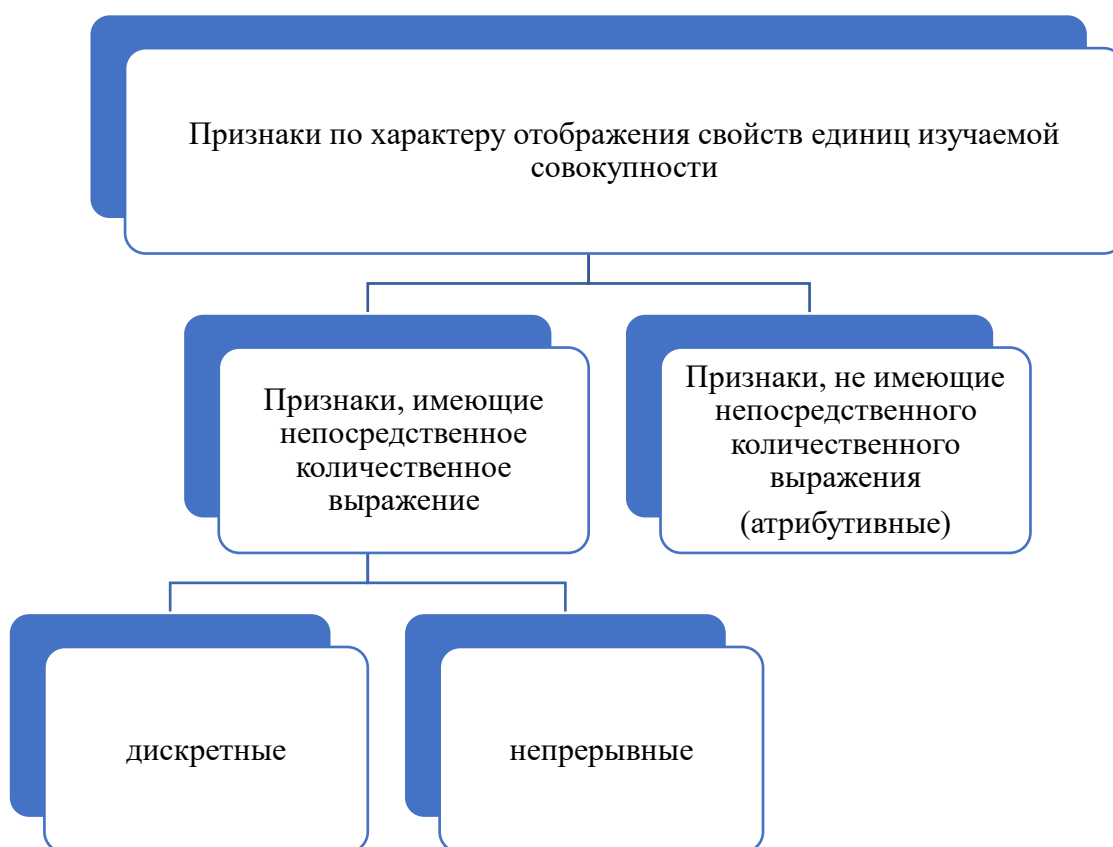 Признаки по характеру отображения свойств единиц изучаемой
совокупности
Признаки, имеющие
непосредственное
количественное
выражение
Признаки, не имеющие
непосредственного
количественного
выражения
(атрибутивные)
дискретные
непрерывные